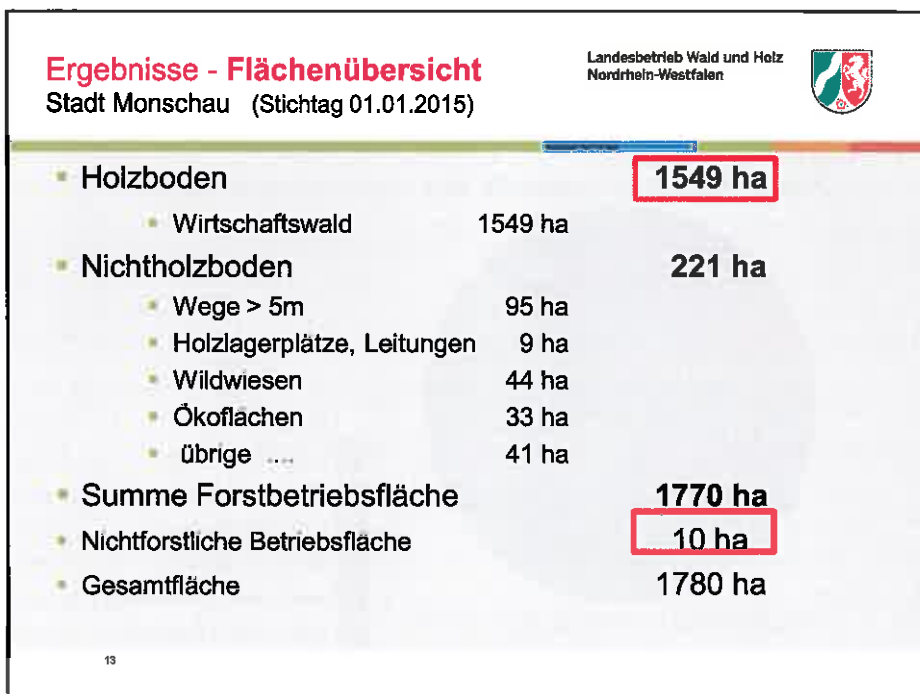 Ergebnisse - Flächenübersicht
Stadt Monschau (Stichtag 01.01.2015)
Landesbetrieb Wald und Holz
Nordrhein-Westfalen
Holzboden 1549 ha
Wirtschaftswald 1549 ha
Nichtholzboden 221 ha
Wege > 5m 95 ha
Holzlagerplätze, Leitungen 9 ha
Wildwiesen 44 ha
Ökoflächen 33 ha
übrige .... 41 ha
Summe Forstbetriebsfläche 1770 ha
Nichtforstliche Betriebsfläche 10 ha
Gesamtfläche 1780 ha
13